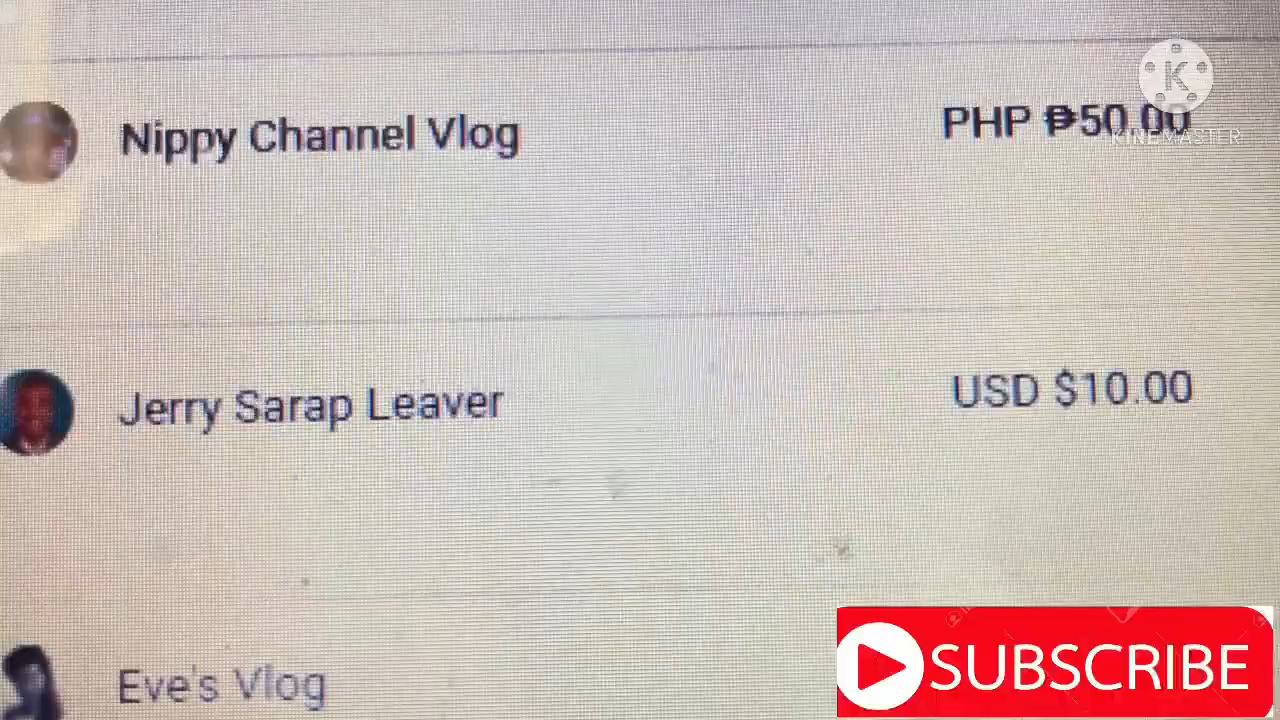 Nippy Channel Vlog
PHP ₱50.00
K
KINEMASTER
Jerry Sarap Leaver
USD $10.00
Eve's Vlog
SUBSCRIBE